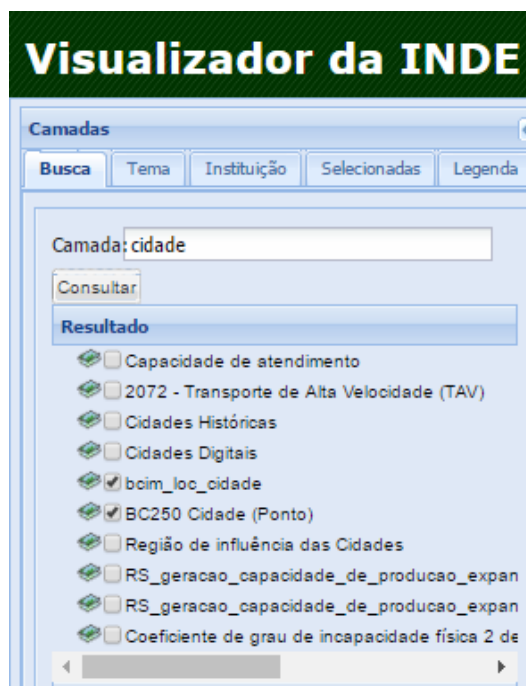 Visualizador da INDE
Camadas
Busca Tema Instituição Selecionadas Legenda
Camada: cidade
Consultar
Resultado
Capacidade de atendimento
2072 - Transporte de Alta Velocidade (TAV)
Cidades Históricas
Cidades Digitais
bcim_loc_cidade
BC250 Cidade (Ponto)
Região de influência das Cidades
RS_geracao_capacidade_de_producao_expan
RS_geracao_capacidade_de_producao_expan
Coeficiente de grau de incapacidade física 2 de